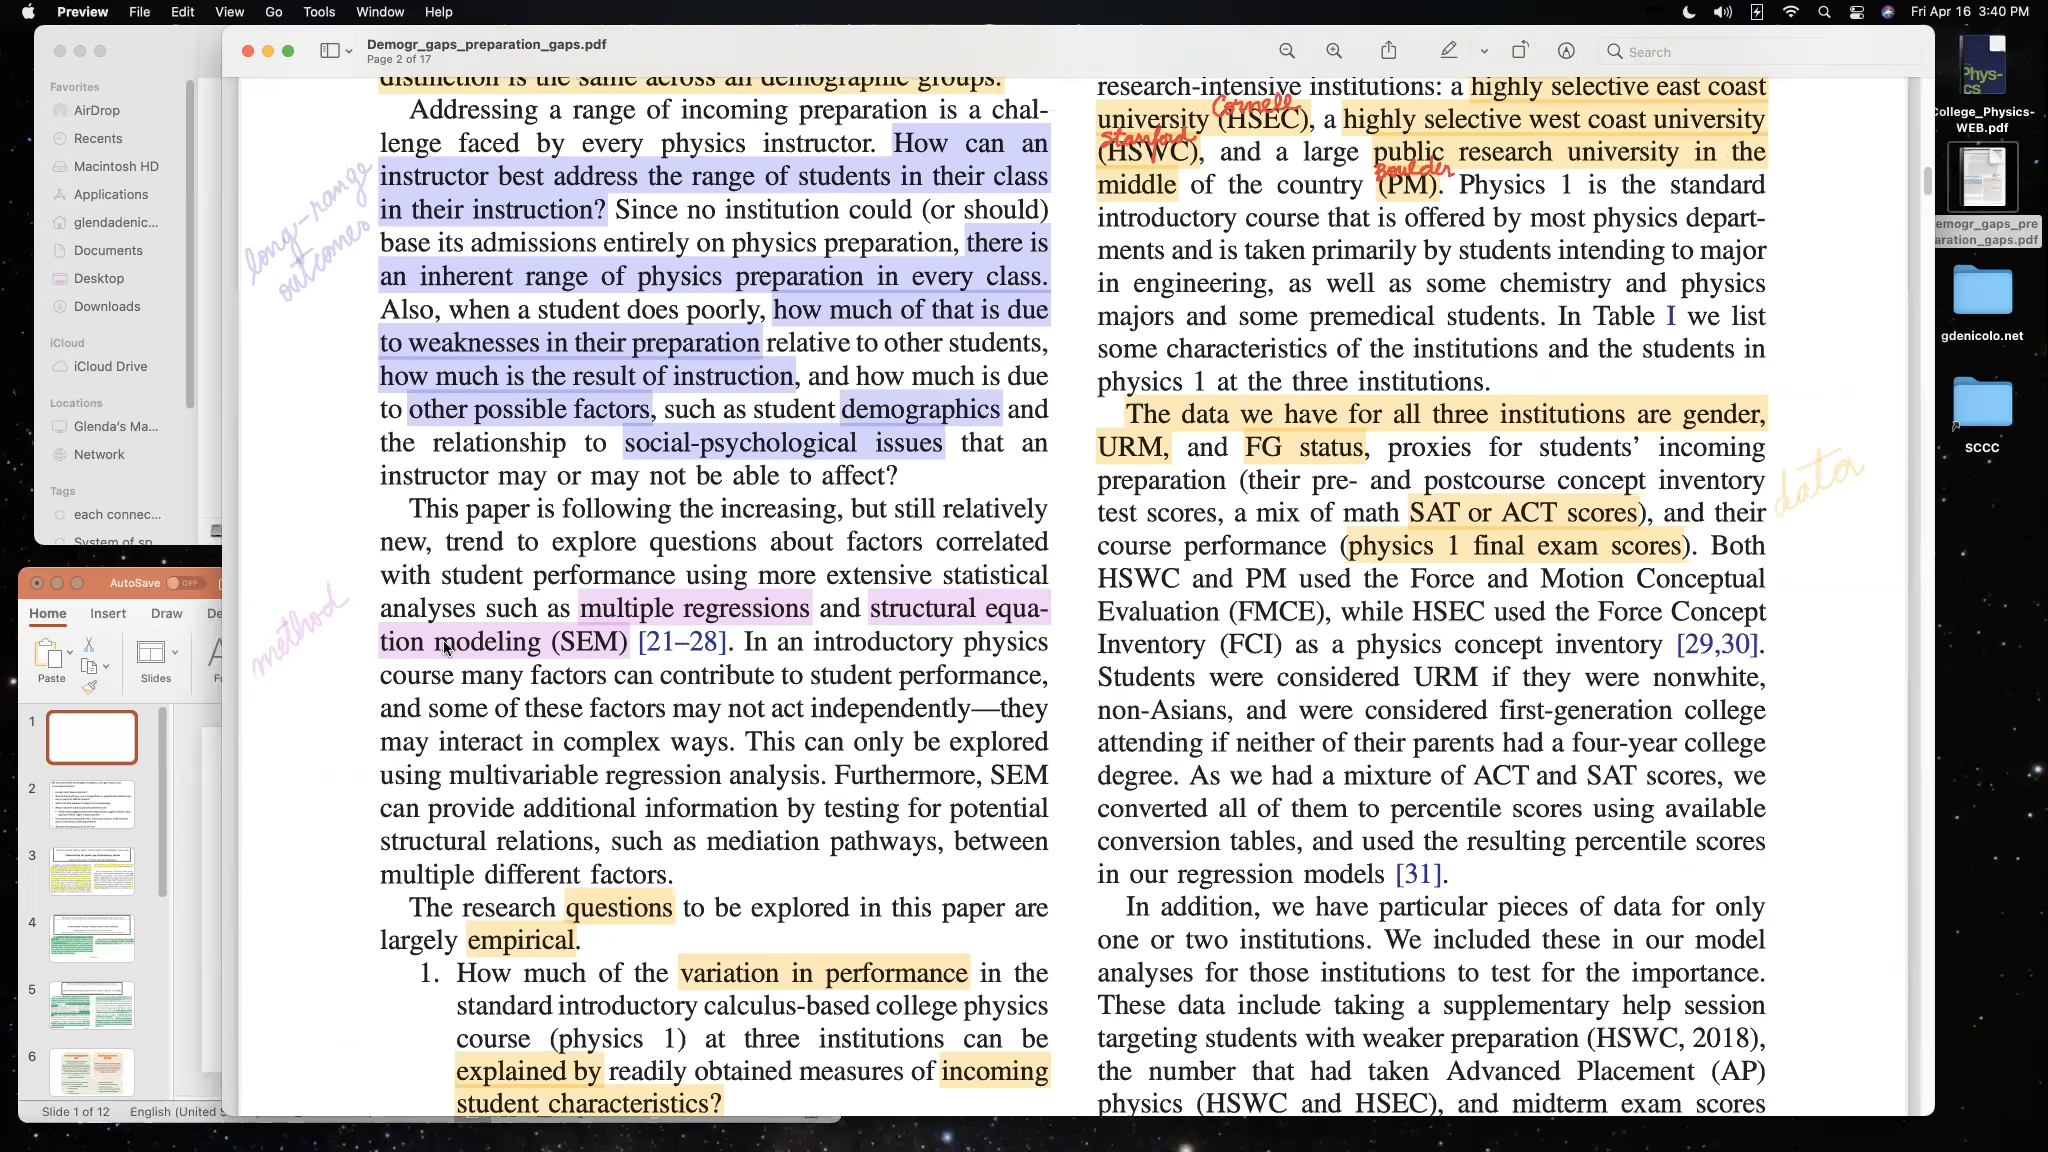 Preview File Edit View Go Tools Window Help
Fri Apr 16 3:40 PM
Favorites
AirDrop
Recents
Macintosh HD
Applications
glendadenic...
Documents
Desktop
Downloads
iCloud
iCloud Drive
Locations
Glenda's Ma...
Network
Tags
each connec...
System of sp
AutoSave OFF
Home Insert Draw De
Paste
Slides
1
2
3
4
5
6
Slide 1 of 12 English (United S
Demogr_gaps_preparation_gaps.pdf
Page 2 of 17
Search
distinction is the same across all demographic groups.
Addressing a range of incoming preparation is a chal-
lenge faced by every physics instructor. How can an
instructor best address the range of students in their class
in their instruction? Since no institution could (or should)
base its admissions entirely on physics preparation, there is
an inherent range of physics preparation in every class.
Also, when a student does poorly, how much of that is due
to weaknesses in their preparation relative to other students,
how much is the result of instruction, and how much is due
to other possible factors, such as student demographics and
the relationship to social-psychological issues that an
instructor may or may not be able to affect?
This paper is following the increasing, but still relatively
new, trend to explore questions about factors correlated
with student performance using more extensive statistical
analyses such as multiple regressions and structural equa-
tion modeling (SEM) [21–28]. In an introductory physics
course many factors can contribute to student performance,
and some of these factors may not act independently—they
may interact in complex ways. This can only be explored
using multivariable regression analysis. Furthermore, SEM
can provide additional information by testing for potential
structural relations, such as mediation pathways, between
multiple different factors.
The research questions to be explored in this paper are
largely empirical.
1. How much of the variation in performance in the
standard introductory calculus-based college physics
course (physics 1) at three institutions can be
explained by readily obtained measures of incoming
student characteristics?
long-range
outcomes
method
research-intensive institutions: a highly selective east coast
Cornell
university (HSEC), a highly selective west coast university
Stanford
(HSWC), and a large public research university in the
Boulder
middle of the country (PM). Physics 1 is the standard
introductory course that is offered by most physics depart-
ments and is taken primarily by students intending to major
in engineering, as well as some chemistry and physics
majors and some premedical students. In Table I we list
some characteristics of the institutions and the students in
physics 1 at the three institutions.
The data we have for all three institutions are gender,
URM, and FG status, proxies for students' incoming
preparation (their pre- and postcourse concept inventory
test scores, a mix of math SAT or ACT scores), and their
course performance (physics 1 final exam scores). Both
HSWC and PM used the Force and Motion Conceptual
Evaluation (FMCE), while HSEC used the Force Concept
Inventory (FCI) as a physics concept inventory [29,30].
Students were considered URM if they were nonwhite,
non-Asians, and were considered first-generation college
attending if neither of their parents had a four-year college
degree. As we had a mixture of ACT and SAT scores, we
converted all of them to percentile scores using available
conversion tables, and used the resulting percentile scores
in our regression models [31].
In addition, we have particular pieces of data for only
one or two institutions. We included these in our model
analyses for those institutions to test for the importance.
These data include taking a supplementary help session
targeting students with weaker preparation (HSWC, 2018),
the number that had taken Advanced Placement (AP)
physics (HSWC and HSEC), and midterm exam scores
data
Phys-
cs
College_Physics-
WEB.pdf
emogr_gaps_pre
aration_gaps.pdf
gdenicolo.net
SCCC